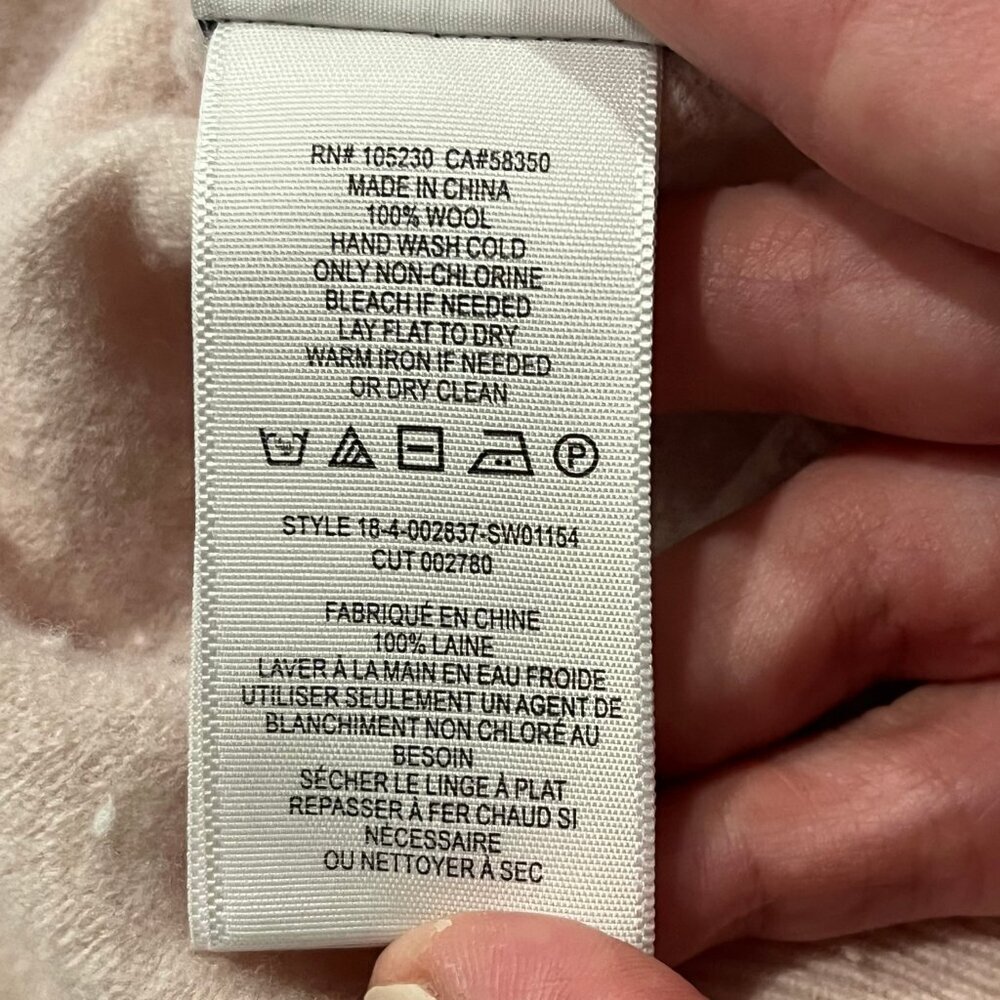 RN# 105230 CA#58350
MADE IN CHINA
100% WOOL
HAND WASH COLD
ONLY NON-CHLORINE
BLEACH IF NEEDED
LAY FLAT TO DRY
WARM IRON IF NEEDED
OR DRY CLEAN
P
STYLE 18-4-002837-SW01154
CUT 002780
FABRIQUÉ EN CHINE
100% LAINE
LAVER À LA MAIN EN EAU FROIDE
UTILISER SEULEMENT UN AGENT DE
BLANCHIMENT NON CHLORÉ AU
BESOIN
SÉCHER LE LINGE À PLAT
REPASSER À FER CHAUD SI
NÉCESSAIRE
OU NETTOYER À SEC